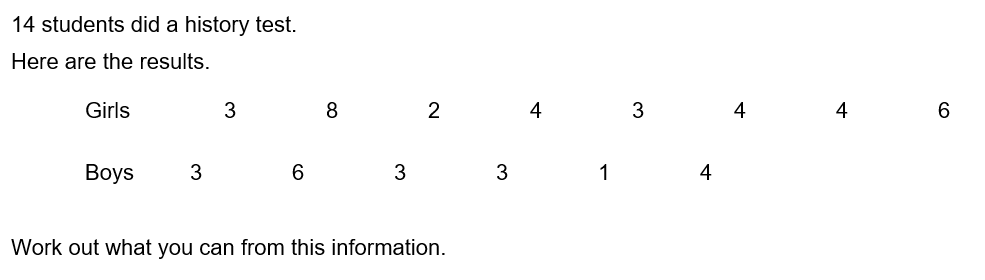 14 students did a history test.
Here are the results.
Girls 3 8 2 4 3 4 4 6
Boys 3 6 3 3 1 4
Work out what you can from this information.